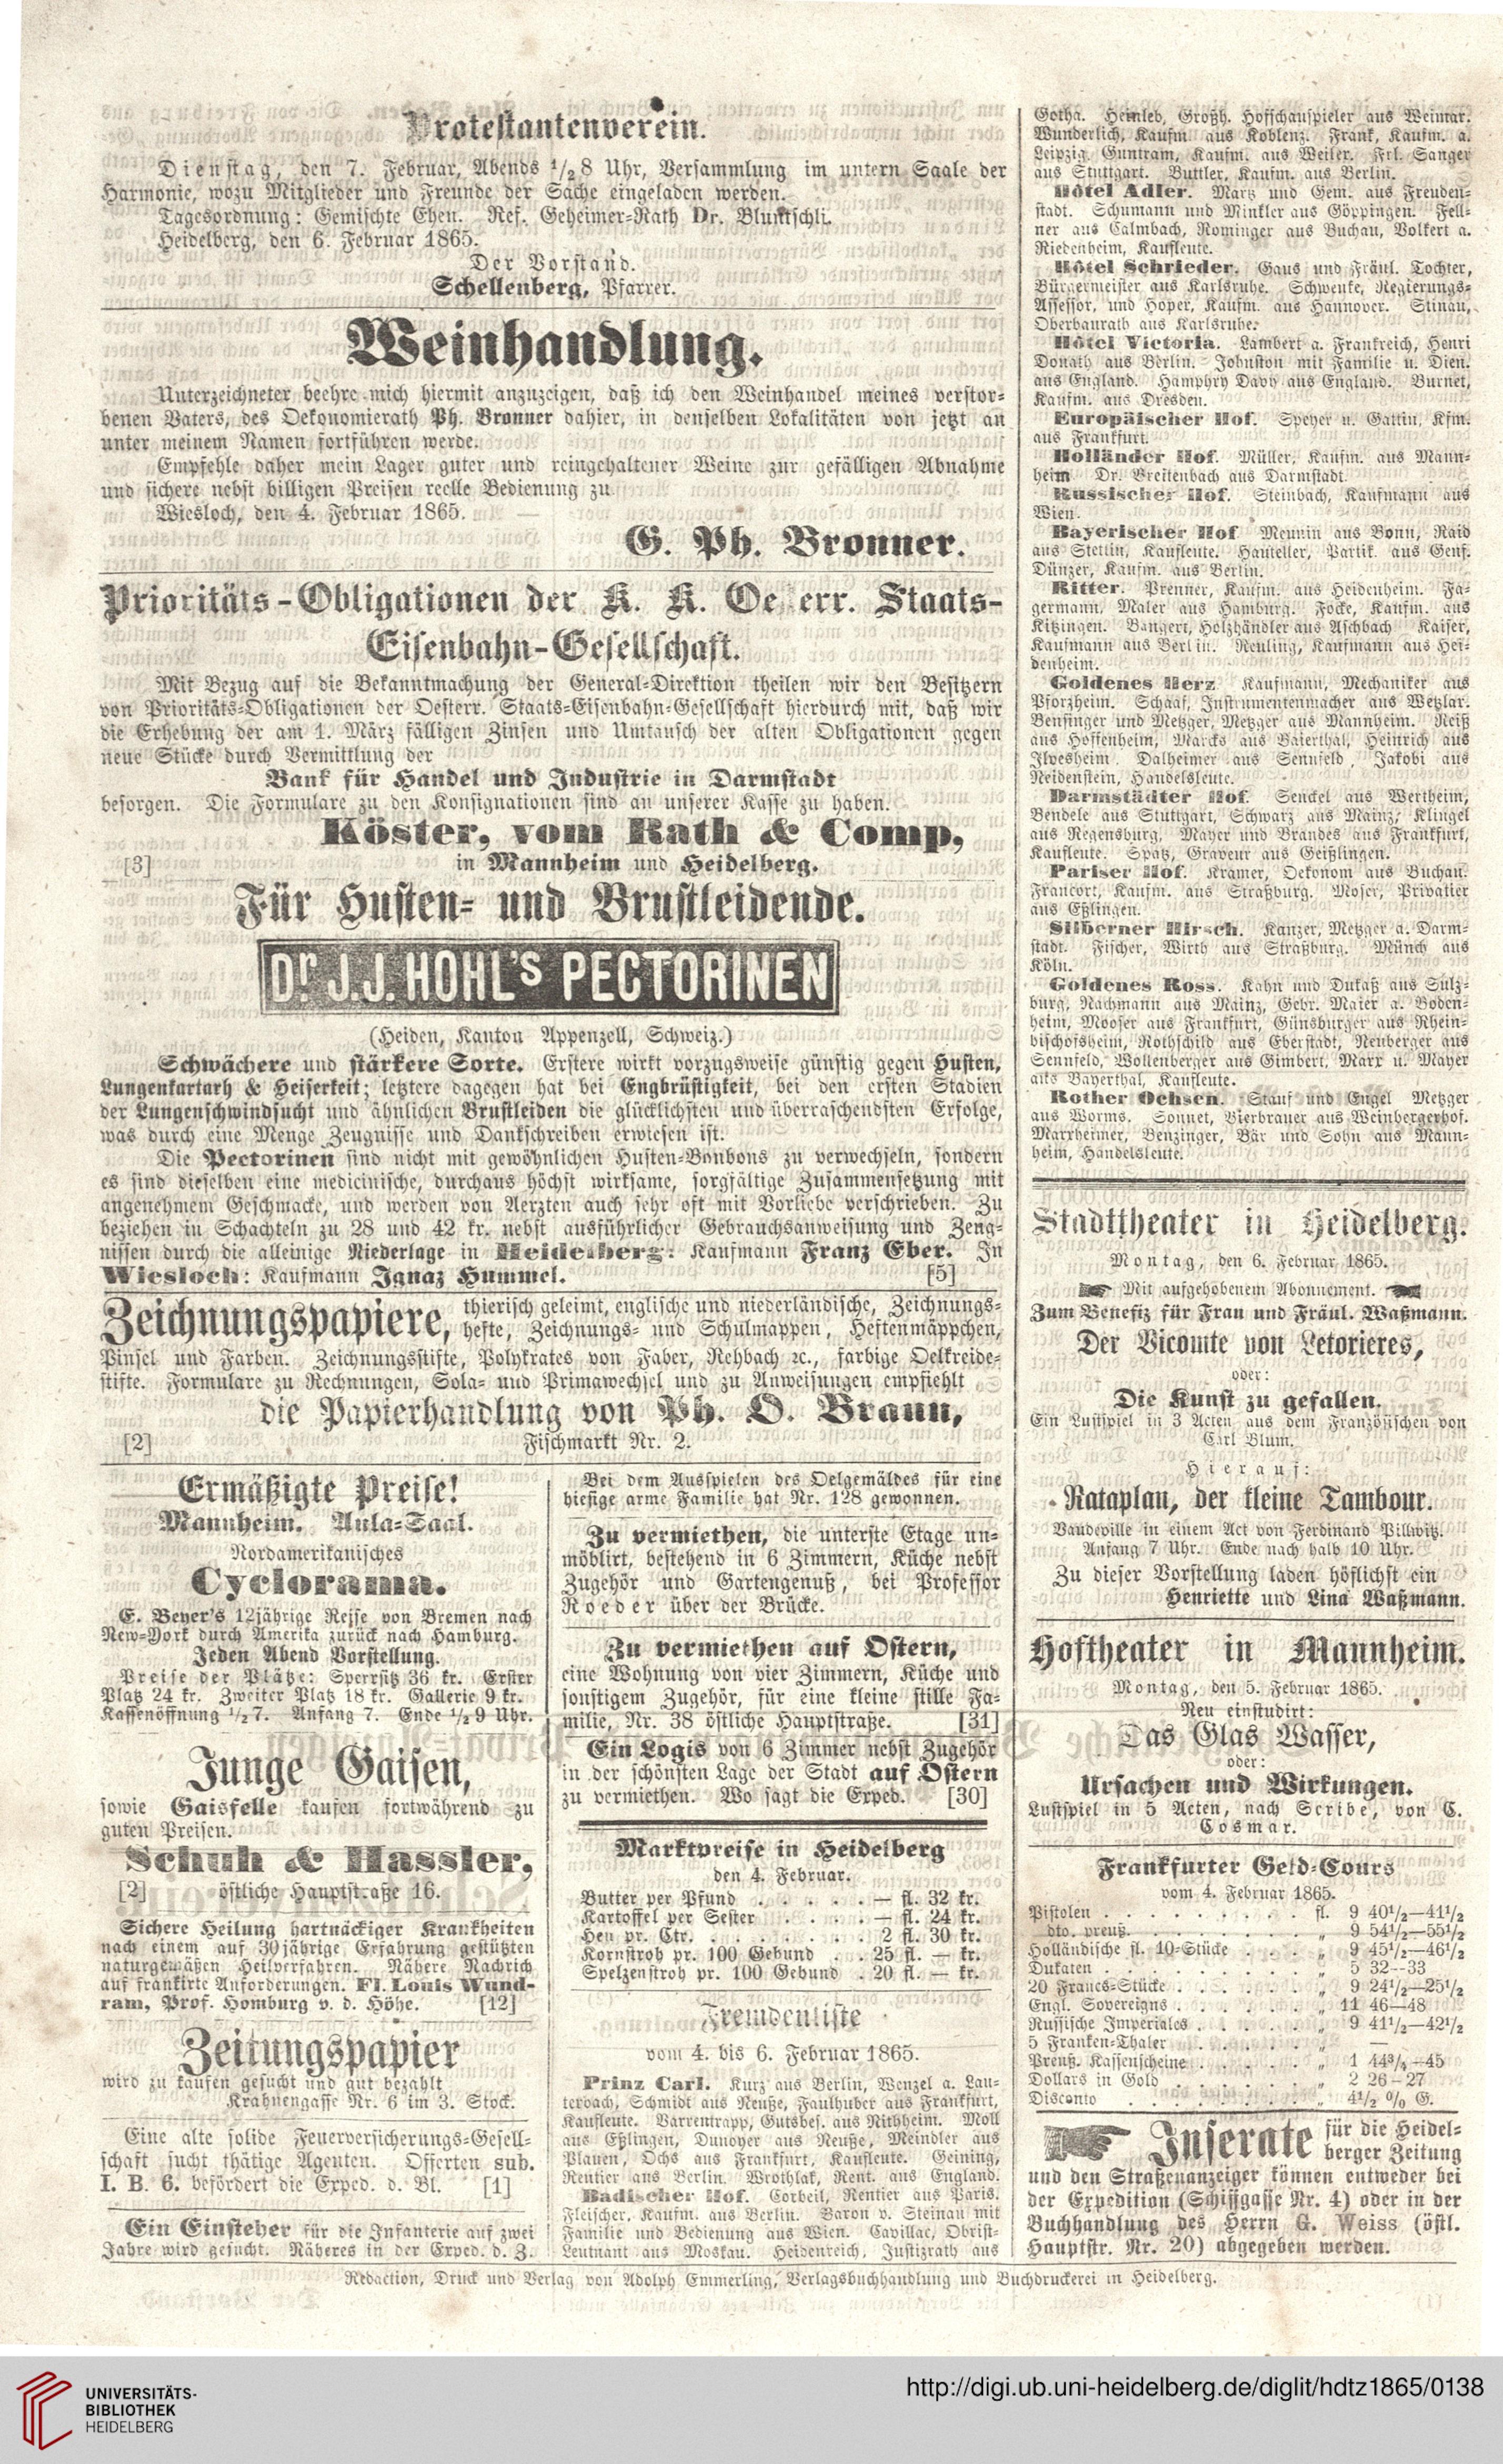 Protestantenverein.
Dienstag, den 7. Februar, Abends 1/2 8 Uhr, Versammlung im untern Saale der
Harmonie, wozu Mitglieder und Freunde der Sache eingeladen werden.
Tagesordnung: Gemischte Ehen. Ref. Geheimer-Rath Dr. Bluntschli.
Heidelberg, den 6. Februar 1865.
Der Vorstand.
Schellenberg, Pfarrer.
Weinhandlung.
Unterzeichneter beehre mich hiermit anzuzeigen, daß ich den Weinhandel meines verstor-
benen Vaters, des Oekonomierath Ph. Bronner dahier, in denselben Lokalitäten von jetzt an
unter meinem Namen fortführen werde.
Empfehle daher mein Lager guter und reingehaltener Weine zur gefälligen Abnahme
und sichere nebst billigen Preisen reelle Bedienung zu
Wiesloch, den 4. Februar 1865.
G. Ph. Bronner.
Prioritäts-Obligationen der K. K. Oe err. Staats-
Eisenbahn-Gesellschaft.
Mit Bezug auf die Bekanntmachung der General-Direktion theilen wir den Besitzern
von Prioritäts-Obligationen der Oesterr. Staats-Eisenbahn-Gesellschaft hierdurch mit, daß wir
die Erhebung der am 1. März fälligen Zinsen und Umtausch der alten Obligationen gegen
neue Stücke durch Vermittlung der
Bank für Handel und Industrie in Darmstadt
besorgen. Die Formulare zu den Konsignationen sind an unserer Kasse zu haben.
Köster, vom Rath & Comp,
[3] in Mannheim und Heidelberg.
Für Husten- und Brustleidende.
Dr. J. J. HOHL's PECTORINEN
(Heiden, Kanton Appenzell, Schweiz.)
Schwächere und stärkere Sorte. Erstere wirkt vorzugsweise günstig gegen Husten,
Lungenkartarh & Heiserkeit; letztere dagegen hat bei Engbrüstigkeit, bei den ersten Stadien
der Lungenschwindsucht und ähnlichen Brustleiden die glücklichsten und überraschendsten Erfolge,
was durch eine Menge Zeugnisse und Dankschreiben erwiesen ist.
Die Pectorinen sind nicht mit gewöhnlichen Husten-Bonbons zu verwechseln, sondern
es sind dieselben eine medicinische, durchaus höchst wirksame, sorgfältige Zusammensetzung mit
angenehmem Geschmacke, und werden von Aerzten auch sehr oft mit Vorliebe verschrieben. Zu
beziehen in Schachteln zu 28 und 42 kr. nebst ausführlicher Gebrauchsanweisung und Zeug-
nissen durch die alleinige Niederlage in Heidelberg: Kaufmann Franz Eber. In
Wiesloch: Kaufmann Ignaz Hummel. [5]
Zeichnungspapiere, thierisch geleimt, englische und niederländische, Zeichnungs-
hefte, Zeichnungs- und Schulmappen, Heftenmäppchen,
Pinsel und Farben. Zeichnungsstifte, Polykrates von Faber, Rehbach ec., farbige Oelkreide-
stifte. Formulare zu Rechnungen, Sola- und Primawechsel und zu Anweisungen empfiehlt
die Papierhandlung von Ph. O. Braun,
[2] Fischmarkt Nr. 2.
Ermäßigte Preise!
Mannheim. Aula-Saal.
Nordamerikanisches
Cyclorama.
E. Beyer's 12jährige Reise von Bremen nach
New-York durch Amerika zurück nach Hamburg.
Jeden Abend Vorstellung.
Preise der Plätze: Sperrsitz 36 kr. Erster
Platz 24 kr. Zweiter Platz 18 kr. Gallerie 9 kr.
Kassenöffnung 1/2 7. Anfang 7. Ende 1/2 9 Uhr.
Junge Gaisen,
sowie Gaisfelle kaufen fortwährend zu
guten Preisen.
Schuh & Hassler,
[2] östliche Hauptstraße 16.
Sichere Heilung hartnäckiger Krankheiten
nach einem auf 30jährige Erfahrung gestützten
naturgemäßen Heilverfahren. Nähere Nachrich
auf frankirte Anforderungen. Fl. Louis Wund-
ram, Prof. Homburg v. d. Höhe. [12]
Zeitungspapier
wird zu kaufen gesucht und gut bezahlt
Krahnengasse Nr. 6 im 3. Stock.
Eine alte solide Feuerversicherungs-Gesell-
schaft sucht thätige Agenten. Offerten sub.
I. B. 6. befördert die Exped. d. Bl. [1]
Ein Einsteher für die Infanterie auf zwei
Jahre wird gesucht. Näheres in der Exped. d. Z.
Bei dem Ausspielen des Oelgemäldes für eine
hiesige arme Familie hat Nr. 128 gewonnen.
Zu vermiethen, die unterste Etage un-
möblirt, bestehend in 6 Zimmern, Küche nebst
Zugehör und Gartengenuß, bei Professor
Roeder über der Brücke.
Zu vermiethen auf Ostern,
eine Wohnung von vier Zimmern, Küche und
sonstigem Zugehör, für eine kleine stille Fa-
milie, Nr. 38 östliche Hauptstraße. [31]
Ein Logis von 6 Zimmer nebst Zugehör
in der schönsten Lage der Stadt auf Ostern
zu vermiethen. Wo sagt die Exped. [30]
Marktpreise in Heidelberg
den 4. Februar.
Butter per Pfund . . . . . — fl. 32 kr.
Kartoffel per Sester . . . . — fl. 24 kr.
Heu pr. Ctr. . . . . . . . 2 fl. 30 kr.
Kornstroh pr. 100 Gebund . . 25 fl. — kr.
Spelzenstroh pr. 100 Gebund . 20 fl. — kr.
Fremdenliste
vom 4. bis 6. Februar 1865.
Prinz Carl. Kurz aus Berlin, Wenzel a. Lau-
terbach, Schmidt aus Neuße, Faulhuber aus Frankfurt,
Kaufleute. Varrentrapp, Gutsbes. aus Rithheim. Moll
aus Eßlingen, Dunoyer aus Neuße, Meindler aus
Plauen, Ochs aus Frankfurt, Kaufleute. Geining,
Rentier aus Berlin. Wrothlak, Rent. aus England.
Badischer Hof. Corbeil, Rentier aus Paris.
Fleischer, Kaufm. aus Berlin. Baron v. Steinau mit
Familie und Bedienung aus Wien. Cavillac, Obrist-
Leutnant aus Moskau. Heidenreich, Justizrath aus
Gotha. Hemleb, Großh. Hofschauspieler aus Weimar.
Wunderlich, Kaufm. aus Koblenz. Frank, Kaufm. a.
Leipzig. Guntram, Kaufm. aus Weiler. Frl. Sanger
aus Stuttgart. Buttler, Kaufm. aus Berlin.
Hôtel Adler. Martz und Gem. aus Freuden-
stadt. Schumann und Minkler aus Göppingen. Fell-
ner aus Calmbach, Rominger aus Buchau, Volkert a.
Riedenheim, Kaufleute.
Hôtel Schrieder. Gaus und Fräul. Tochter,
Bürgermeister aus Karlsruhe. Schwenke, Regierungs-
Assessor, und Hoper, Kaufm. aus Hannover. Stinau,
Oberbaurath aus Karlsruhe.
Hôtel Victoria. Lambert a. Frankreich, Henri
Donath aus Berlin. Johnston mit Familie u. Dien.
aus England. Hamphry Davy aus England. Burnet,
Kaufm. aus Dresden.
Europäischer Hof. Speyer u. Gattin, Kfm.
aus Frankfurt.
Holländer Hof. Müller, Kaufm. aus Mann-
heim Dr. Breitenbach aus Darmstadt.
Russischer Hof. Steinbach, Kaufmann aus
Wien.
Bayerischer Hof Meunin aus Bonn, Raid
aus Stettin, Kaufleute. Hauteller, Partik. aus Genf.
Dünzer, Kaufm. aus Berlin.
Ritter. Prenner, Kaufm. aus Heidenheim. Fa-
germann, Maler aus Hamburg. Focke, Kaufm. aus
Kitzingen. Bangert, Holzhändler aus Aschbach Kaiser,
Kaufmann aus Berlin. Reuling, Kaufmann aus Hei-
denheim.
Goldenes Herz Kaufmann, Mechaniker aus
Pforzheim. Schaaf, Instrumentenmacher aus Wetzlar.
Bensinger und Metzger, Metzger aus Mannheim. Reiß
aus Hoffenheim, Marcks aus Baierthal, Heinrich aus
Ilvesheim, Dalheimer aus Sennfeld, Jakobi aus
Neidenstein, Handelsleute.
Darmstädter Hof. Senckel aus Wertheim,
Bendele aus Stuttgart, Schwarz aus Mainz, Klingel
aus Regensburg, Mayer und Brandes aus Frankfurt,
Kaufleute. Spatz, Graveur aus Geißlingen.
Pariser Hof. Kramer, Oekonom aus Buchau.
Francort, Kaufm. aus Straßburg. Moser, Privatier
aus Eßlingen.
Silberner Hirsch. Kanzer, Metzger a. Darm-
stadt. Fischer, Wirth aus Straßburg. Münch aus
Köln.
Goldenes Ross. Kahn und Dukaß aus Sulz-
burg, Nachmann aus Mainz, Gebr. Maier a. Boden-
heim, Mooser aus Frankfurt, Günsburger aus Rhein-
bischofsheim, Rothschild aus Eberstadt, Neuberger aus
Sennfeld, Wollenberger aus Gimbert, Marx u. Mayer
aus Bayerthal, Kaufleute.
Rother Ochsen. Stauf und Engel Metzger
aus Worms. Sonnet, Bierbrauer aus Weinbergerhof.
Marxheimer, Benzinger, Bär und Sohn aus Mann-
heim, Handelsleute.
Stadttheater in Heidelberg.
Montag, den 6. Februar 1865.
Mit aufgehobenem Abonnement.
Zum Benefiz für Frau und Fräul. Waßmann.
Der Vicomte von Letorieres,
oder:
Die Kunst zu gefallen.
Ein Lustspiel in 3 Acten aus dem Französischen von
Carl Blum.
Hierauf:
Rataplan, der kleine Tambour.
Vaudeville in einem Act von Ferdinand Pillwitz.
Anfang 7 Uhr. Ende nach halb 10 Uhr.
Zu dieser Vorstellung laden höflichst ein
Henriette und Lina Waßmann.
Hoftheater in Mannheim.
Montag, den 5. Februar 1865.
Neu einstudirt:
Das Glas Wasser,
oder:
Ursachen und Wirkungen.
Lustspiel in 5 Acten, nach Scribe, von C.
Cosmar.
Frankfurter Geld-Cours
vom 4. Februar 1865.
Pistolen . . . . . . . . . fl. 9 40 1/2—41 1/2
dto. preuß. . . . . . . . „ 9 54 1/2—55 1/2
Holländische fl. 10-Stücke . . . „ 9 45 1/2—46 1/2
Dukaten . . . . . . . . „ 5 32—33
20 Francs-Stücke . . . . . . „ 9 24 1/2—25 1/2
Engl. Sovereigns . . . . . . „ 11 46—48
Russische Imperiales . . . . . „ 9 41 1/2—42 1/2
5 Franken-Thaler . . . . . . „ —
Preuß. Kassenscheine . . . . . „ 1 44 3/4—45
Dollars in Gold . . . . . . „ 2 26—27
Disconto . . . . . . . . 4 1/2 % G.
Inserate für die Heidel-
berger Zeitung
und den Straßenanzeiger können entweder bei
der Expedition (Schiffgasse Nr. 4) oder in der
Buchhandlung des Herrn G. Weiss (östl.
Hauptstr. Nr. 20) abgegeben werden.
Redaction, Druck und Verlag von Adolph Emmerling, Verlagsbuchhandlung und Buchdruckerei in Heidelberg.
UNIVERSITÄTS-
BIBLIOTHEK
HEIDELBERG
http://digi.ub.uni-heidelberg.de/diglit/hdtz1865/0138